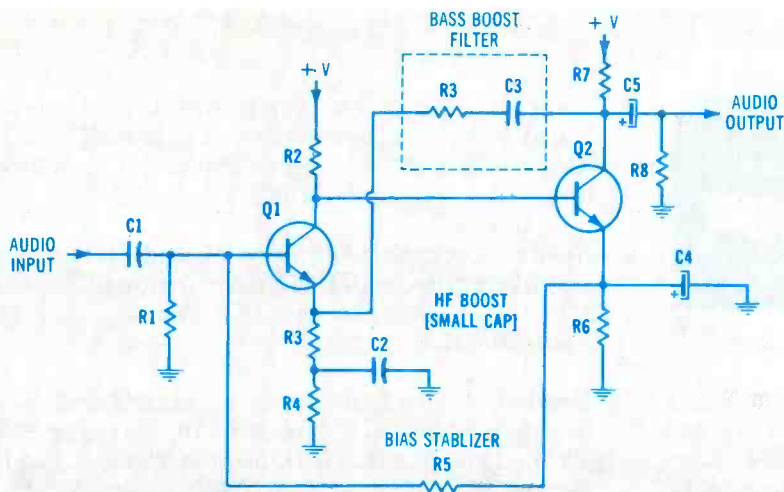 BASS BOOST
FILTER
+ V
+ V
R7
C5
R3
C3
AUDIO
OUTPUT
R2
Q2
R8
Q1
C1
AUDIO
INPUT
C4
+
+
HF BOOST
[SMALL CAP]
R1
R3
C2
R6
R4
BIAS STABLIZER
R5